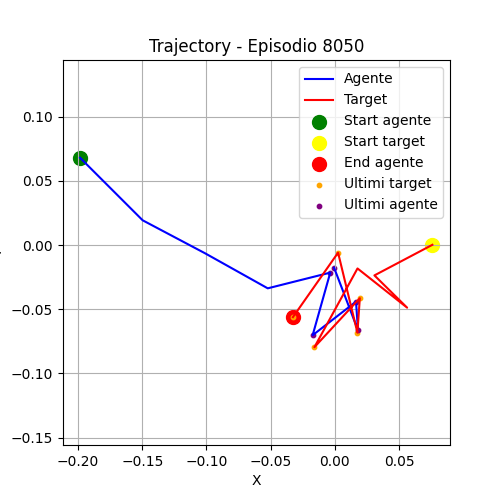 Trajectory - Episodio 8050
Agente
Target
Start agente
Start target
End agente
Ultimi target
Ultimi agente
0.10
0.05
0.00
−0.05
−0.10
−0.15
−0.20
−0.15
−0.10
−0.05
0.00
0.05
X